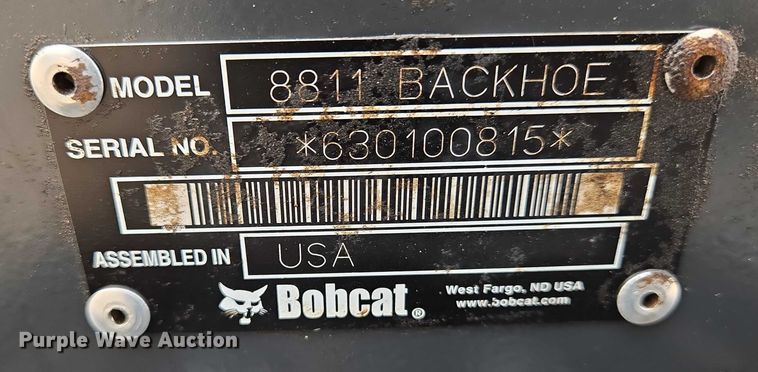 MODEL 8811 BACKHOE
SERIAL NO. *630100815*
ASSEMBLED IN USA
Bobcat®
West Fargo, ND USA
www.bobcat.com
Purple Wave Auction